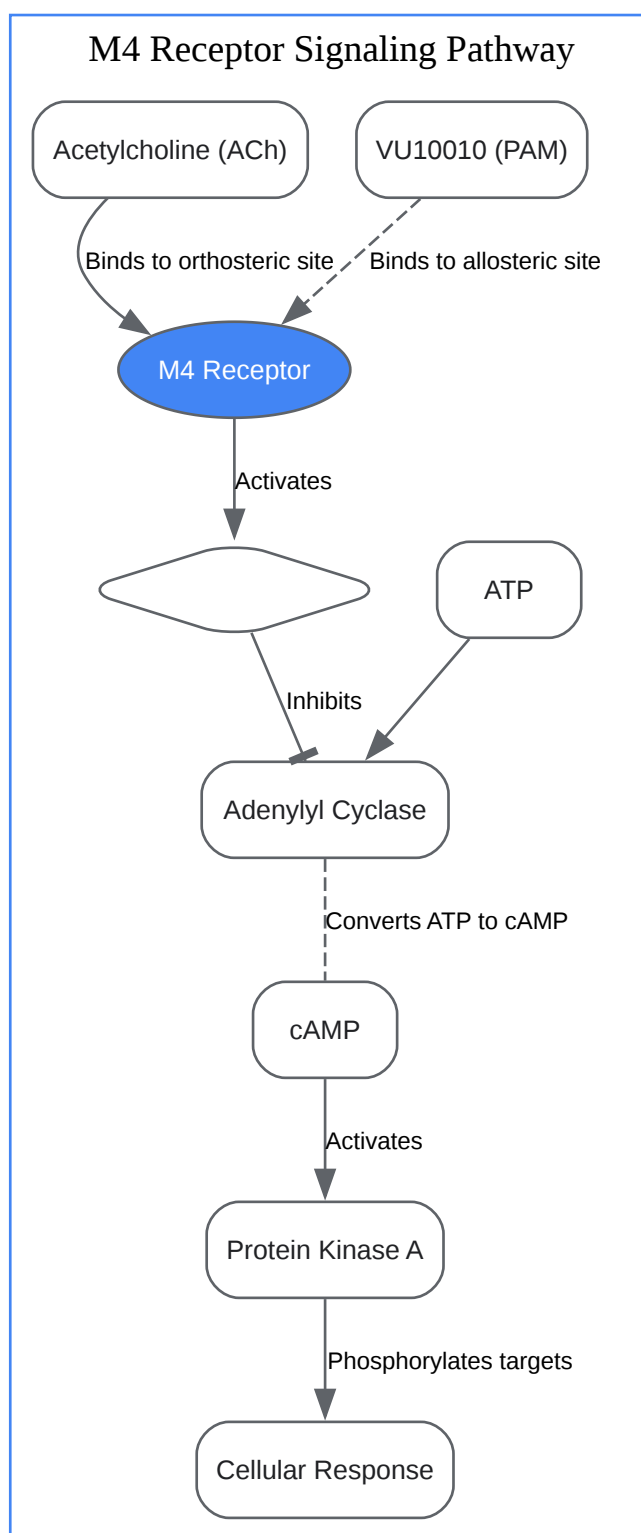 M4 Receptor Signaling Pathway
Acetylcholine (ACh)
VU10010 (PAM)
Binds to orthosteric site
Binds to allosteric site
M4 Receptor
Activates
ATP
Inhibits
Adenylyl Cyclase
Converts ATP to cAMP
cAMP
Activates
Protein Kinase A
Phosphorylates targets
Cellular Response